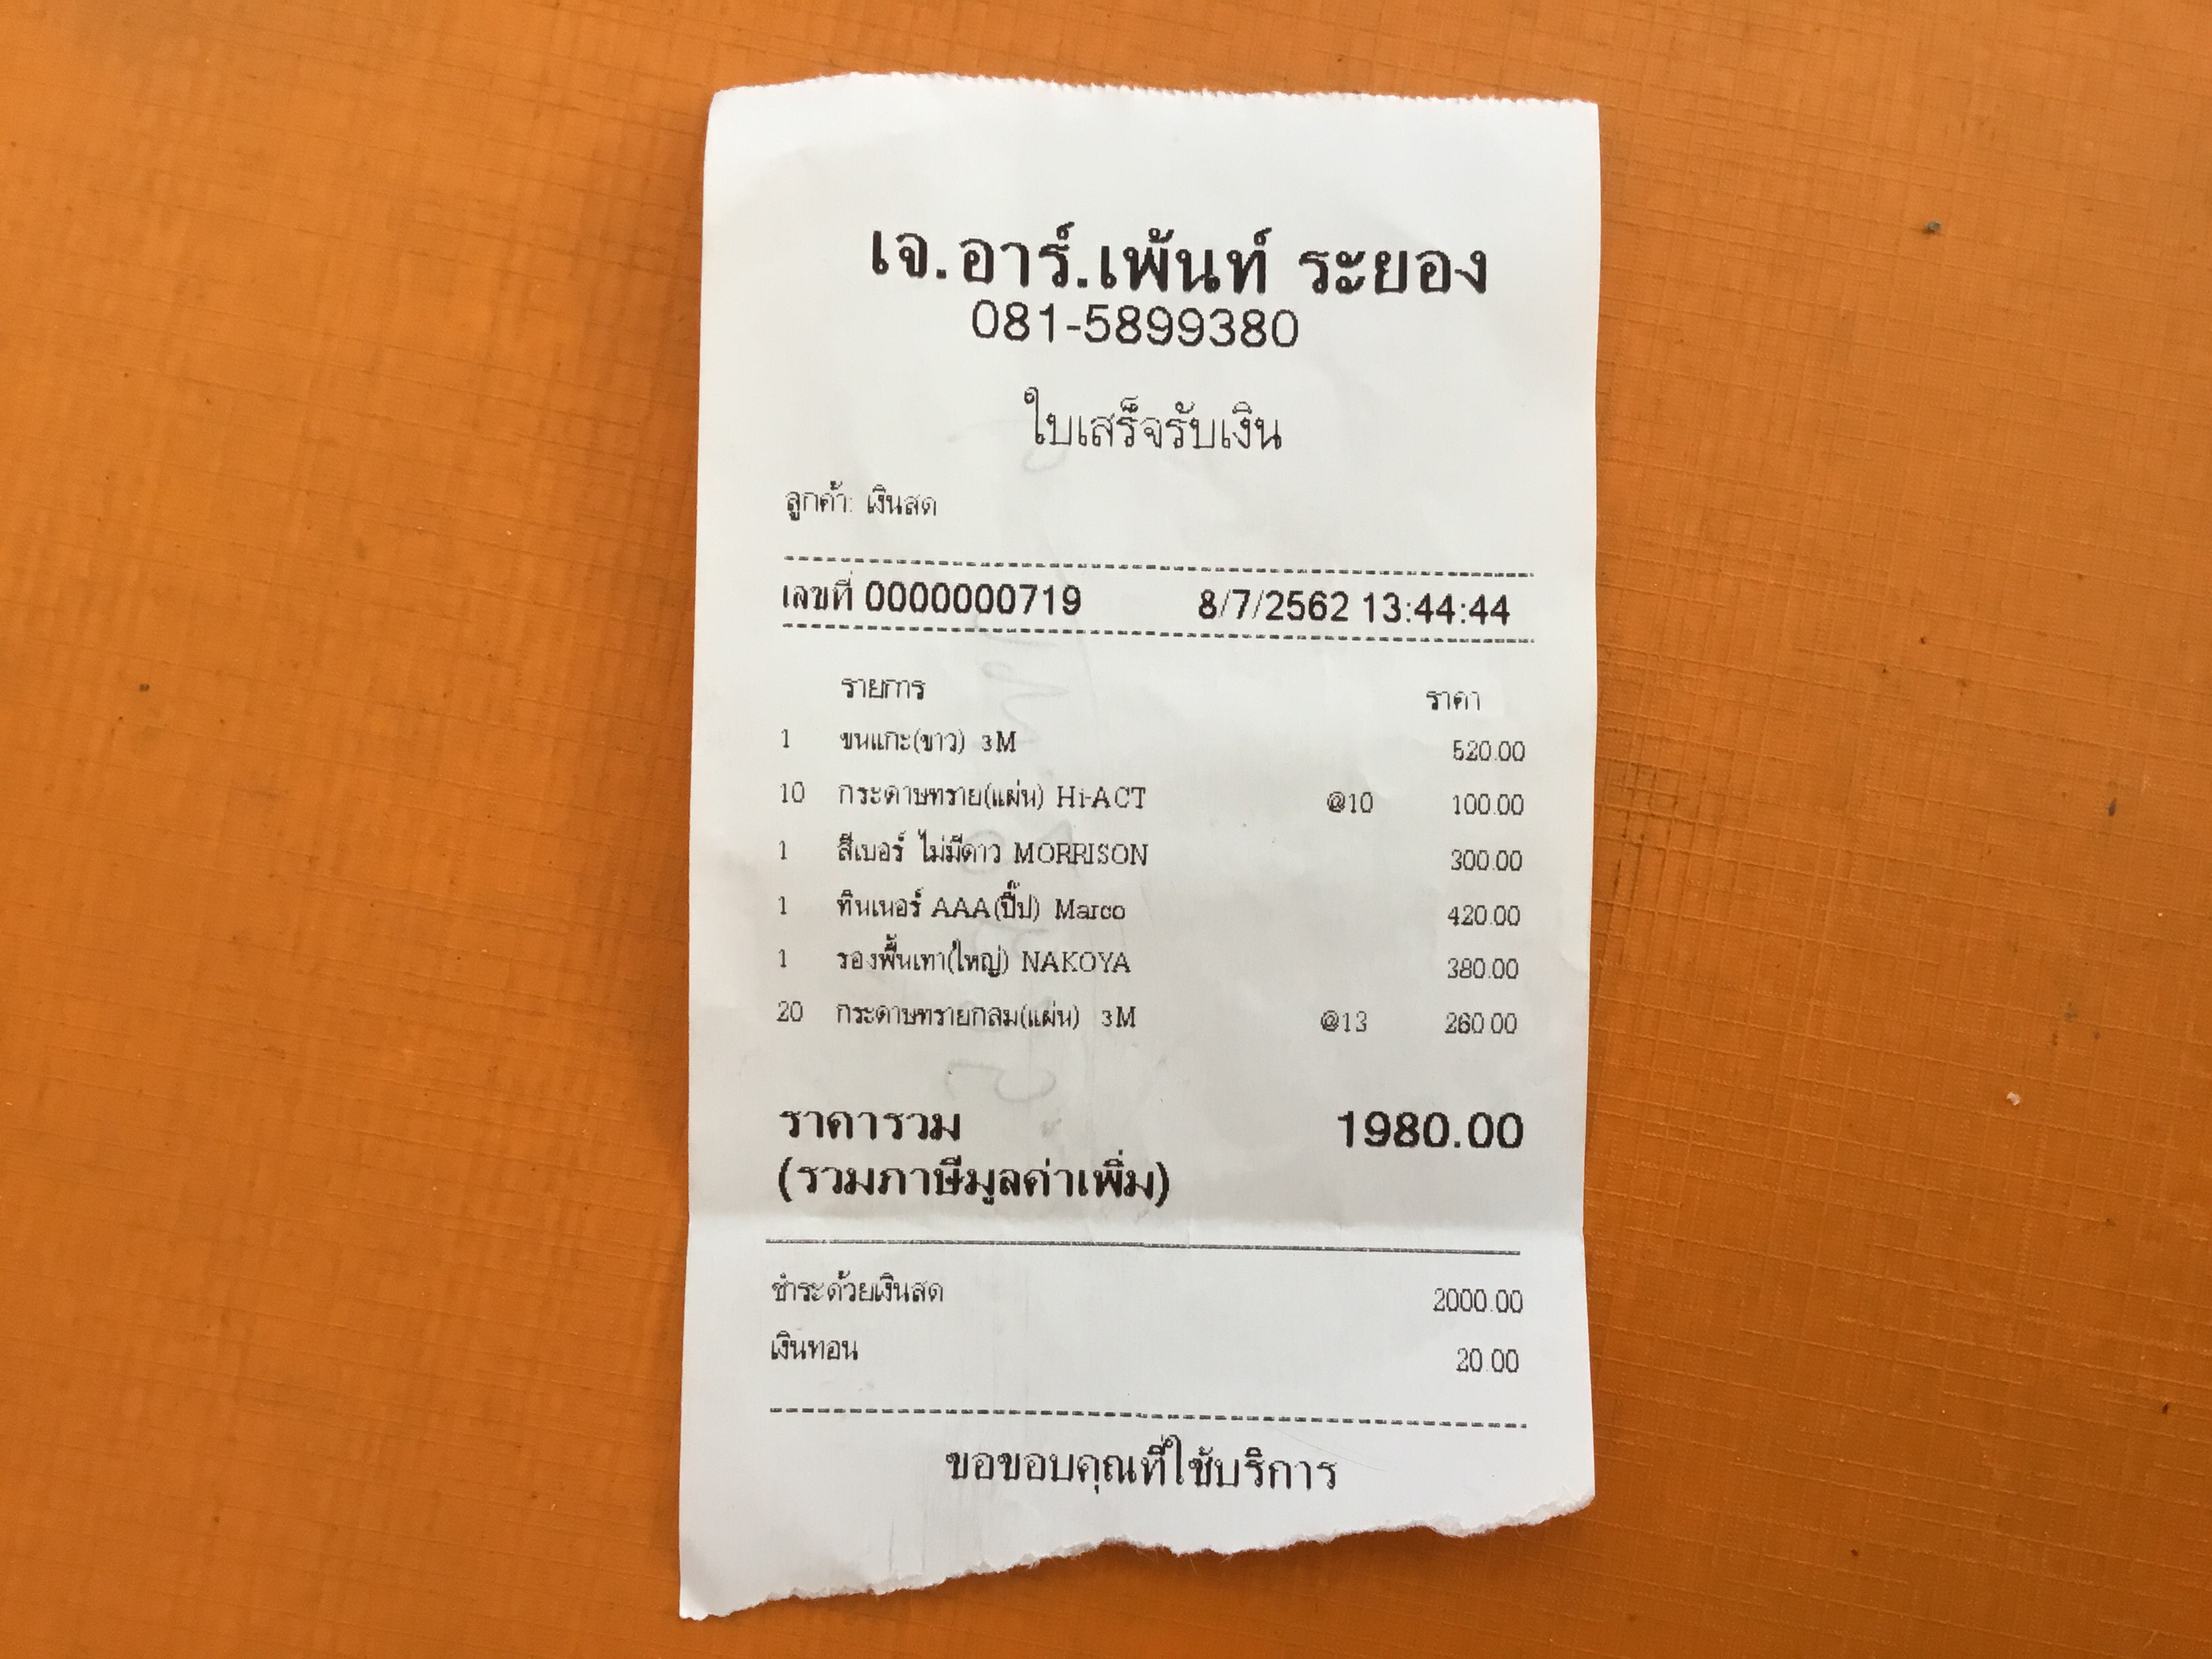 เจ.อาร์.เพ้นท์ ระยอง
081-5899380
ใบเสร็จรับเงิน
ลูกค้า: เงินสด
เลขที่ 0000000719 8/7/2562 13:44:44
รายการ ราคา
1 ขนแกะ(ขาว) 3M 520.00
10 กระดาษทราย(แผ่น) Hi-ACT @10 100.00
1 สีเบอร์ ไม่มีดาว MORRISON 300.00
1 ทินเนอร์ AAA(ปี๊ป) Marco 420.00
1 รองพื้นเทา(ใหญ่) NAKOYA 380.00
20 กระดาษทรายกลม(แผ่น) 3M @13 260.00
ราคารวม 1980.00
(รวมภาษีมูลค่าเพิ่ม)
ชำระด้วยเงินสด 2000.00
เงินทอน 20.00
ขอขอบคุณที่ใช้บริการ